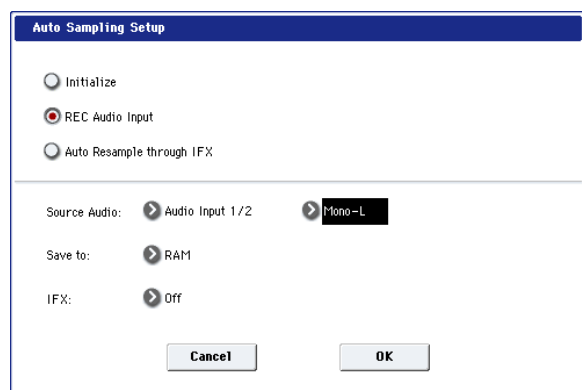 Auto Sampling Setup
Initialize
REC Audio Input
Auto Resample through IFX
Source Audio: Audio Input 1/2 Mono-L
Save to: RAM
IFX: Off
Cancel OK